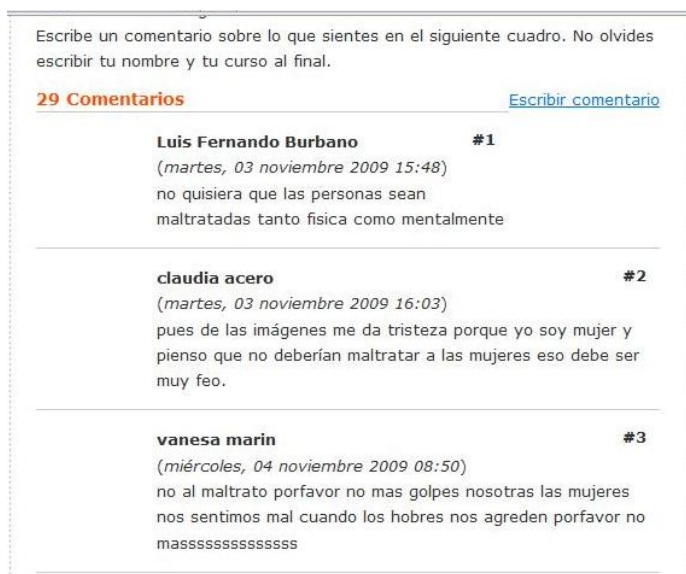 Escribe un comentario sobre lo que sientes en el siguiente cuadro. No olvides
escribir tu nombre y tu curso al final.
29 Comentarios Escribir comentario
Luis Fernando Burbano #1
(martes, 03 noviembre 2009 15:48)
no quisiera que las personas sean
maltratadas tanto fisica como mentalmente
claudia acero #2
(martes, 03 noviembre 2009 16:03)
pues de las imágenes me da tristeza porque yo soy mujer y
pienso que no deberían maltratar a las mujeres eso debe ser
muy feo.
vanesa marin #3
(miércoles, 04 noviembre 2009 08:50)
no al maltrato porfavor no mas golpes nosotras las mujeres
nos sentimos mal cuando los hobres nos agreden porfavor no
masssssssssssssss